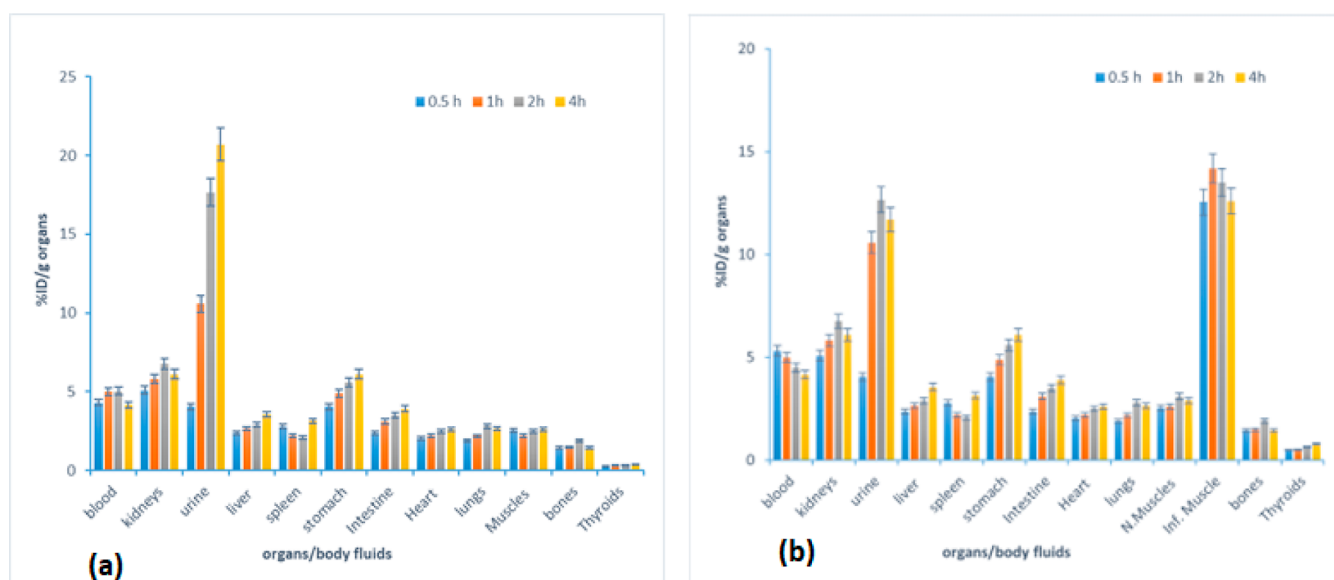 25
20
15
10
5
0
%ID/g organs
0.5 h 1h 2h 4h
blood kidneys urine liver spleen stomach Intestine Heart lungs Muscles bones Thyroids
organs/body fluids
(a)
20
15
10
5
0
%ID/g organs
0.5 h 1h 2h 4h
blood kidneys urine liver spleen stomach Intestine Heart lungs N.Muscles Inf. Muscle bones Thyroids
organs/body fluids
(b)